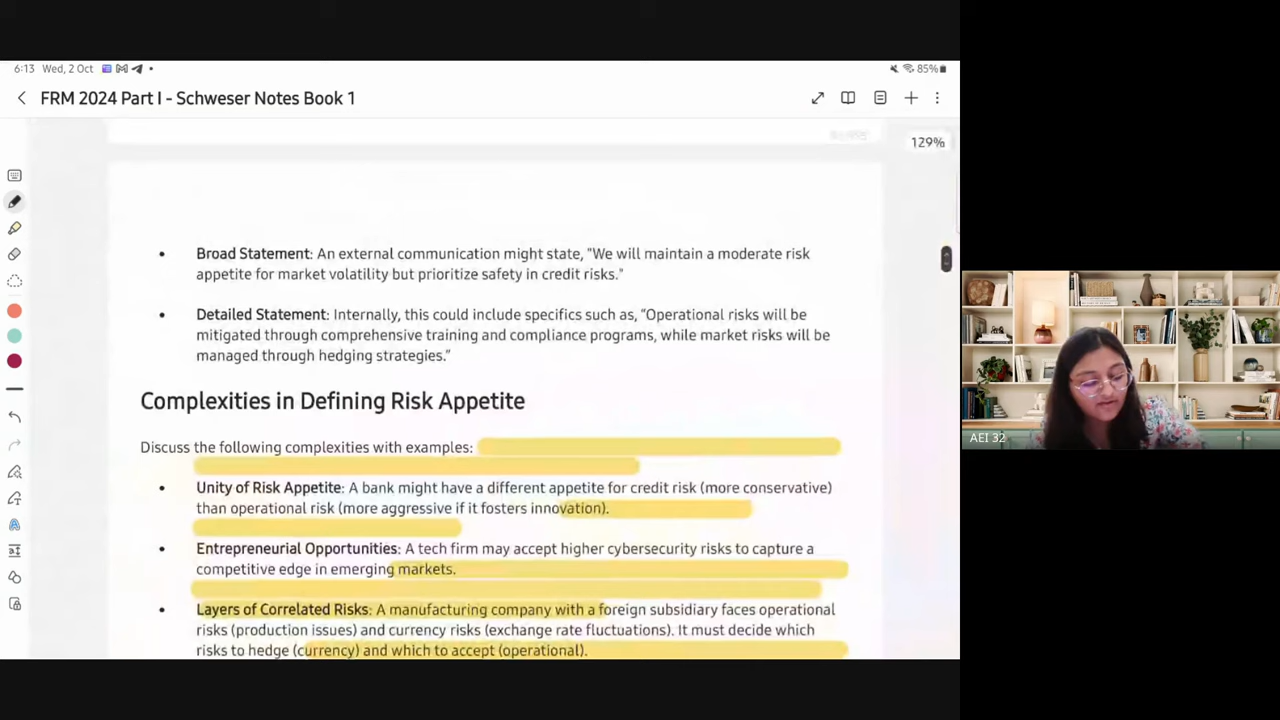 6:13 Wed, 2 Oct
85%
FRM 2024 Part I - Schweser Notes Book 1
129%
• Broad Statement: An external communication might state, "We will maintain a moderate risk
appetite for market volatility but prioritize safety in credit risks."
• Detailed Statement: Internally, this could include specifics such as, "Operational risks will be
mitigated through comprehensive training and compliance programs, while market risks will be
managed through hedging strategies."
Complexities in Defining Risk Appetite
Discuss the following complexities with examples:
• Unity of Risk Appetite: A bank might have a different appetite for credit risk (more conservative)
than operational risk (more aggressive if it fosters innovation).
• Entrepreneurial Opportunities: A tech firm may accept higher cybersecurity risks to capture a
competitive edge in emerging markets.
• Layers of Correlated Risks: A manufacturing company with a foreign subsidiary faces operational
risks (production issues) and currency risks (exchange rate fluctuations). It must decide which
risks to hedge (currency) and which to accept (operational).
AEI 32